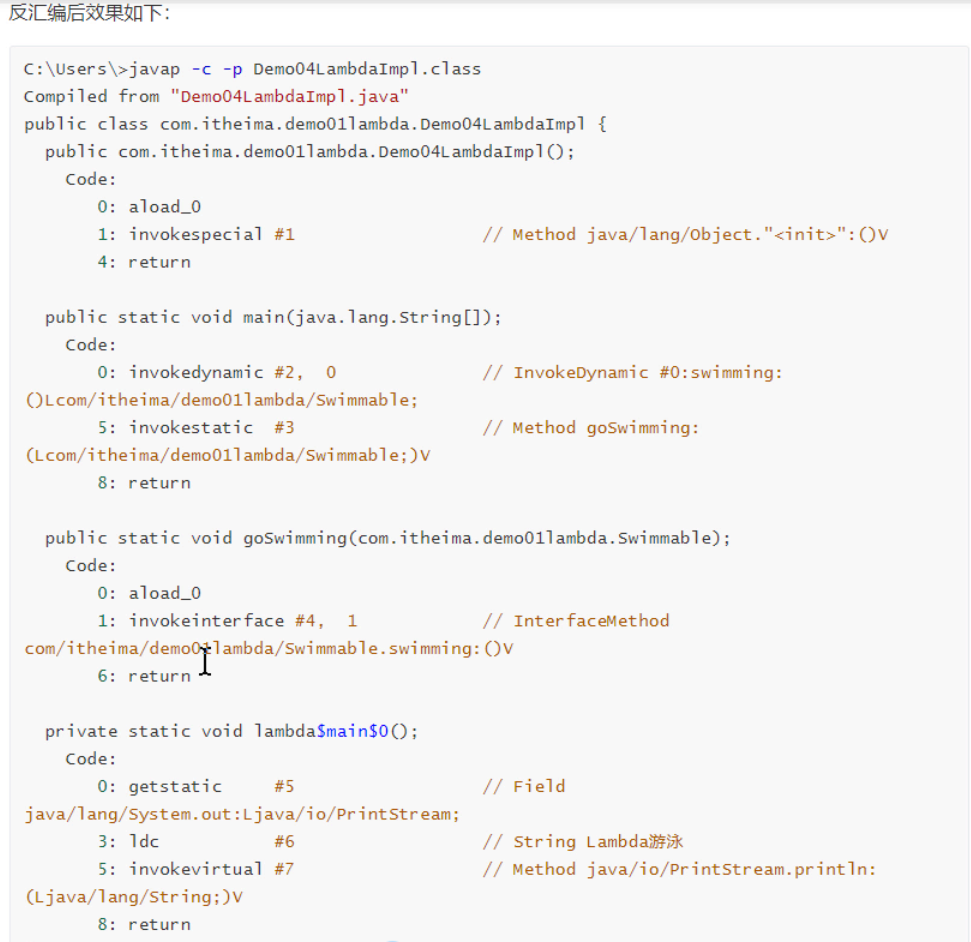 反汇编后效果如下：
C:\Users\>javap -c -p Demo04LambdaImpl.class
Compiled from "Demo04LambdaImpl.java"
public class com.itheima.demo01lambda.Demo04LambdaImpl {
  public com.itheima.demo01lambda.Demo04LambdaImpl();
    Code:
       0: aload_0
       1: invokespecial #1                  // Method java/lang/Object."<init>":()V
       4: return
  public static void main(java.lang.String[]);
    Code:
       0: invokedynamic #2,  0              // InvokeDynamic #0:swimming:
()Lcom/itheima/demo01lambda/Swimmable;
       5: invokestatic  #3                  // Method goSwimming:
(Lcom/itheima/demo01lambda/Swimmable;)V
       8: return
  public static void goSwimming(com.itheima.demo01lambda.Swimmable);
    Code:
       0: aload_0
       1: invokeinterface #4,  1            // InterfaceMethod
com/itheima/demo01lambda/Swimmable.swimming:()V
       6: return
  private static void lambda$main$0();
    Code:
       0: getstatic     #5                  // Field
java/lang/System.out:Ljava/io/PrintStream;
       3: ldc           #6                  // String Lambda游泳
       5: invokevirtual #7                  // Method java/io/PrintStream.println:
(Ljava/lang/String;)V
       8: return